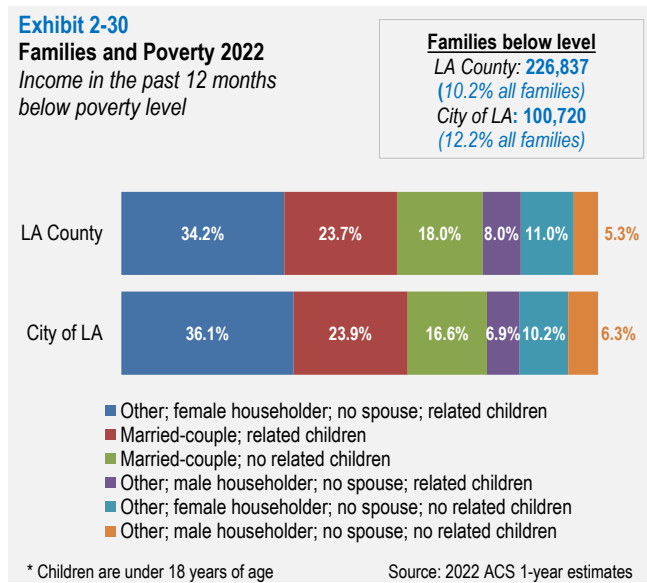 Exhibit 2-30
Families and Poverty 2022
Income in the past 12 months
below poverty level
Families below level
LA County: 226,837
(10.2% all families)
City of LA: 100,720
(12.2% all families)
LA County
34.2% 23.7% 18.0% 8.0% 11.0% 5.3%
City of LA
36.1% 23.9% 16.6% 6.9% 10.2% 6.3%
Other; female householder; no spouse; related children
Married-couple; related children
Married-couple; no related children
Other; male householder; no spouse; related children
Other; female householder; no spouse; no related children
Other; male householder; no spouse; no related children
* Children are under 18 years of age
Source: 2022 ACS 1-year estimates